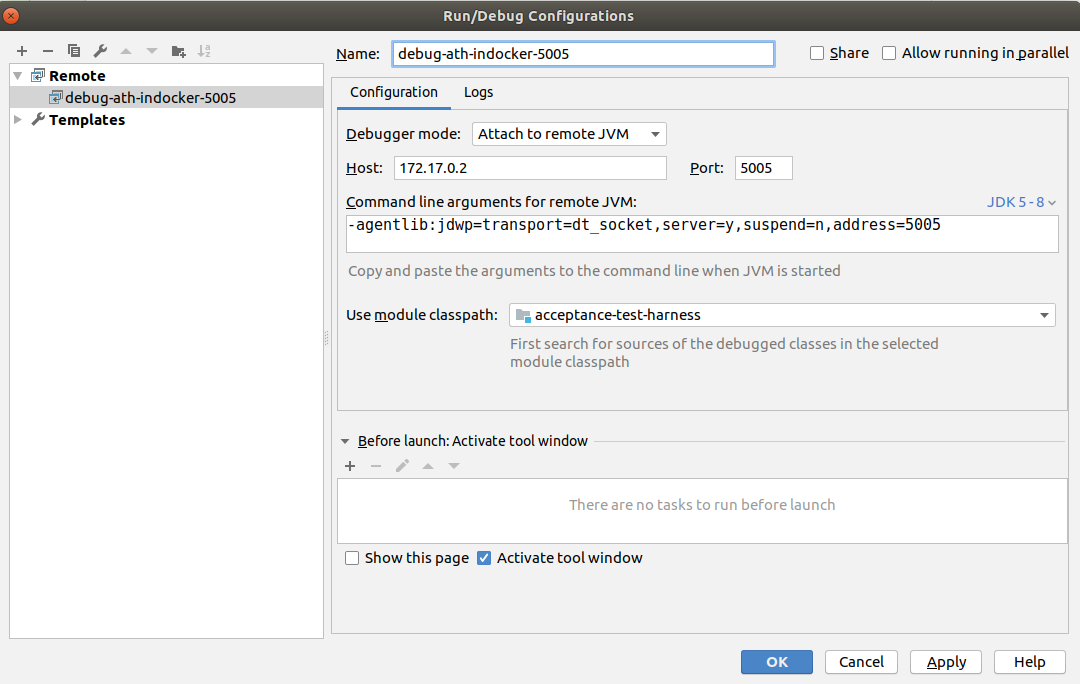 Run/Debug Configurations
Name: debug-ath-indocker-5005
Share
Allow running in parallel
Remote
debug-ath-indocker-5005
Templates
Configuration
Logs
Debugger mode: Attach to remote JVM
Host: 172.17.0.2
Port: 5005
Command line arguments for remote JVM:
JDK 5 - 8
-agentlib:jdwp=transport=dt_socket,server=y,suspend=n,address=5005
Copy and paste the arguments to the command line when JVM is started
Use module classpath: acceptance-test-harness
First search for sources of the debugged classes in the selected
module classpath
Before launch: Activate tool window
There are no tasks to run before launch
Show this page
Activate tool window
OK
Cancel
Apply
Help